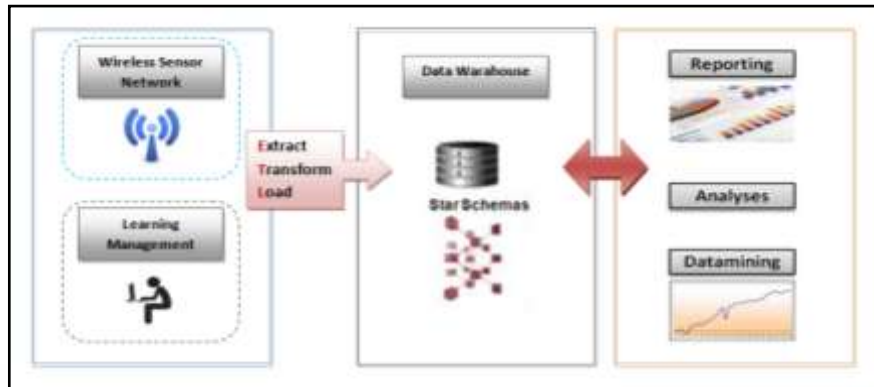 Wireless Sensor
Network
Learning
Management
Extract
Transform
Load
Data Warahouse
Star Schemas
Reporting
Analyses
Datamining